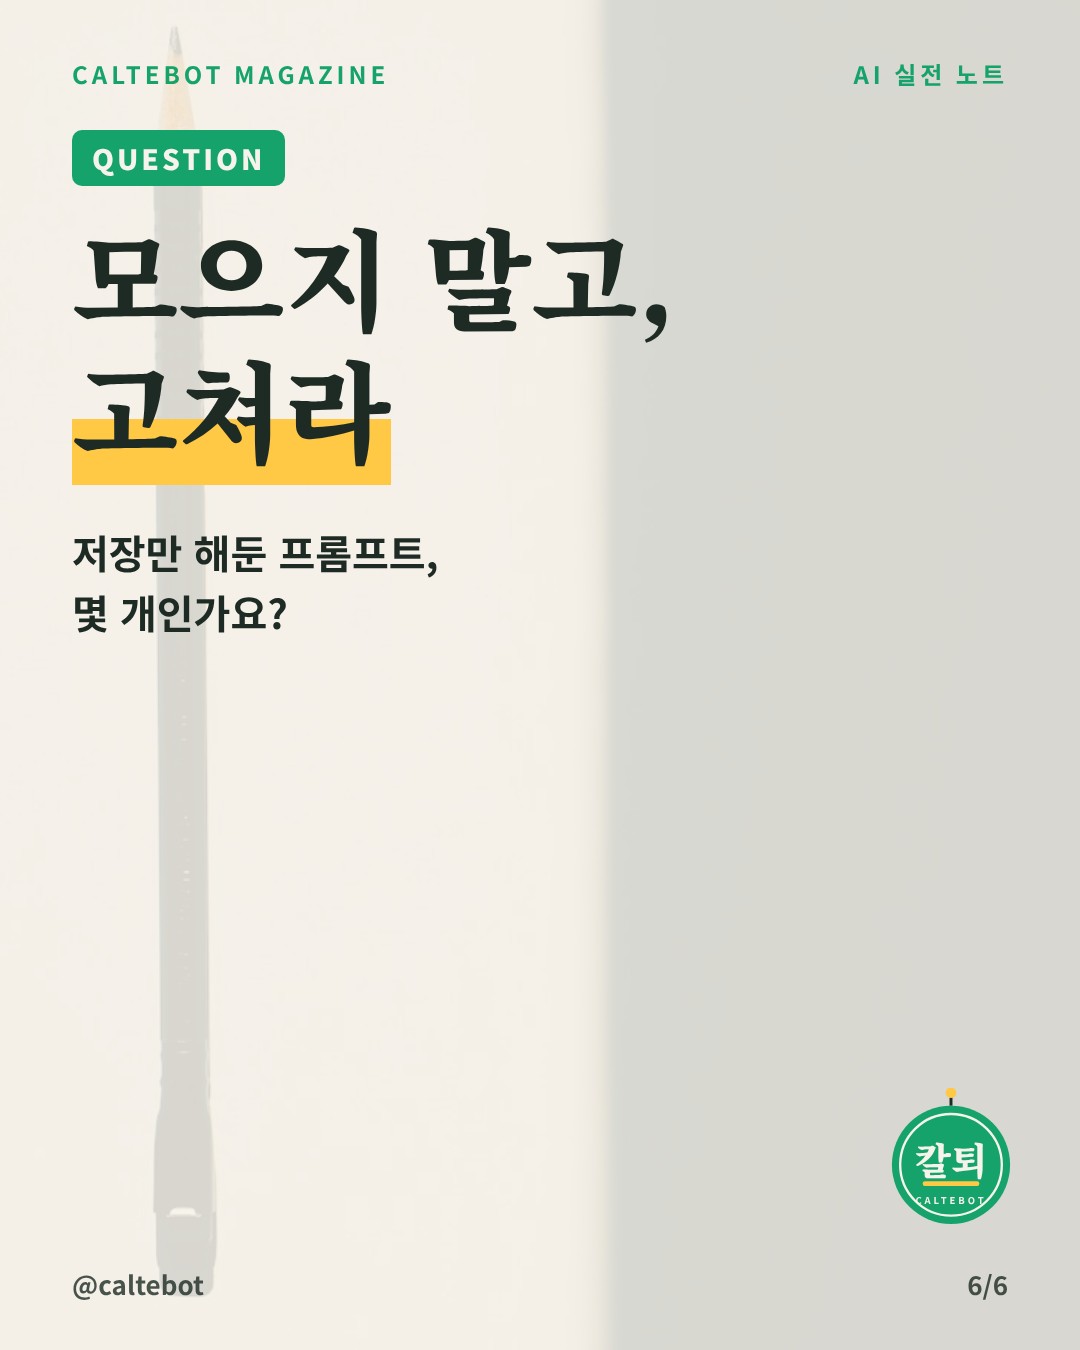 CALTEBOT MAGAZINE
AI 실전 노트
QUESTION
모으지 말고,
고쳐라
저장만 해둔 프롬프트,
몇 개인가요?
칼퇴
CALTEBOT
@caltebot
6/6